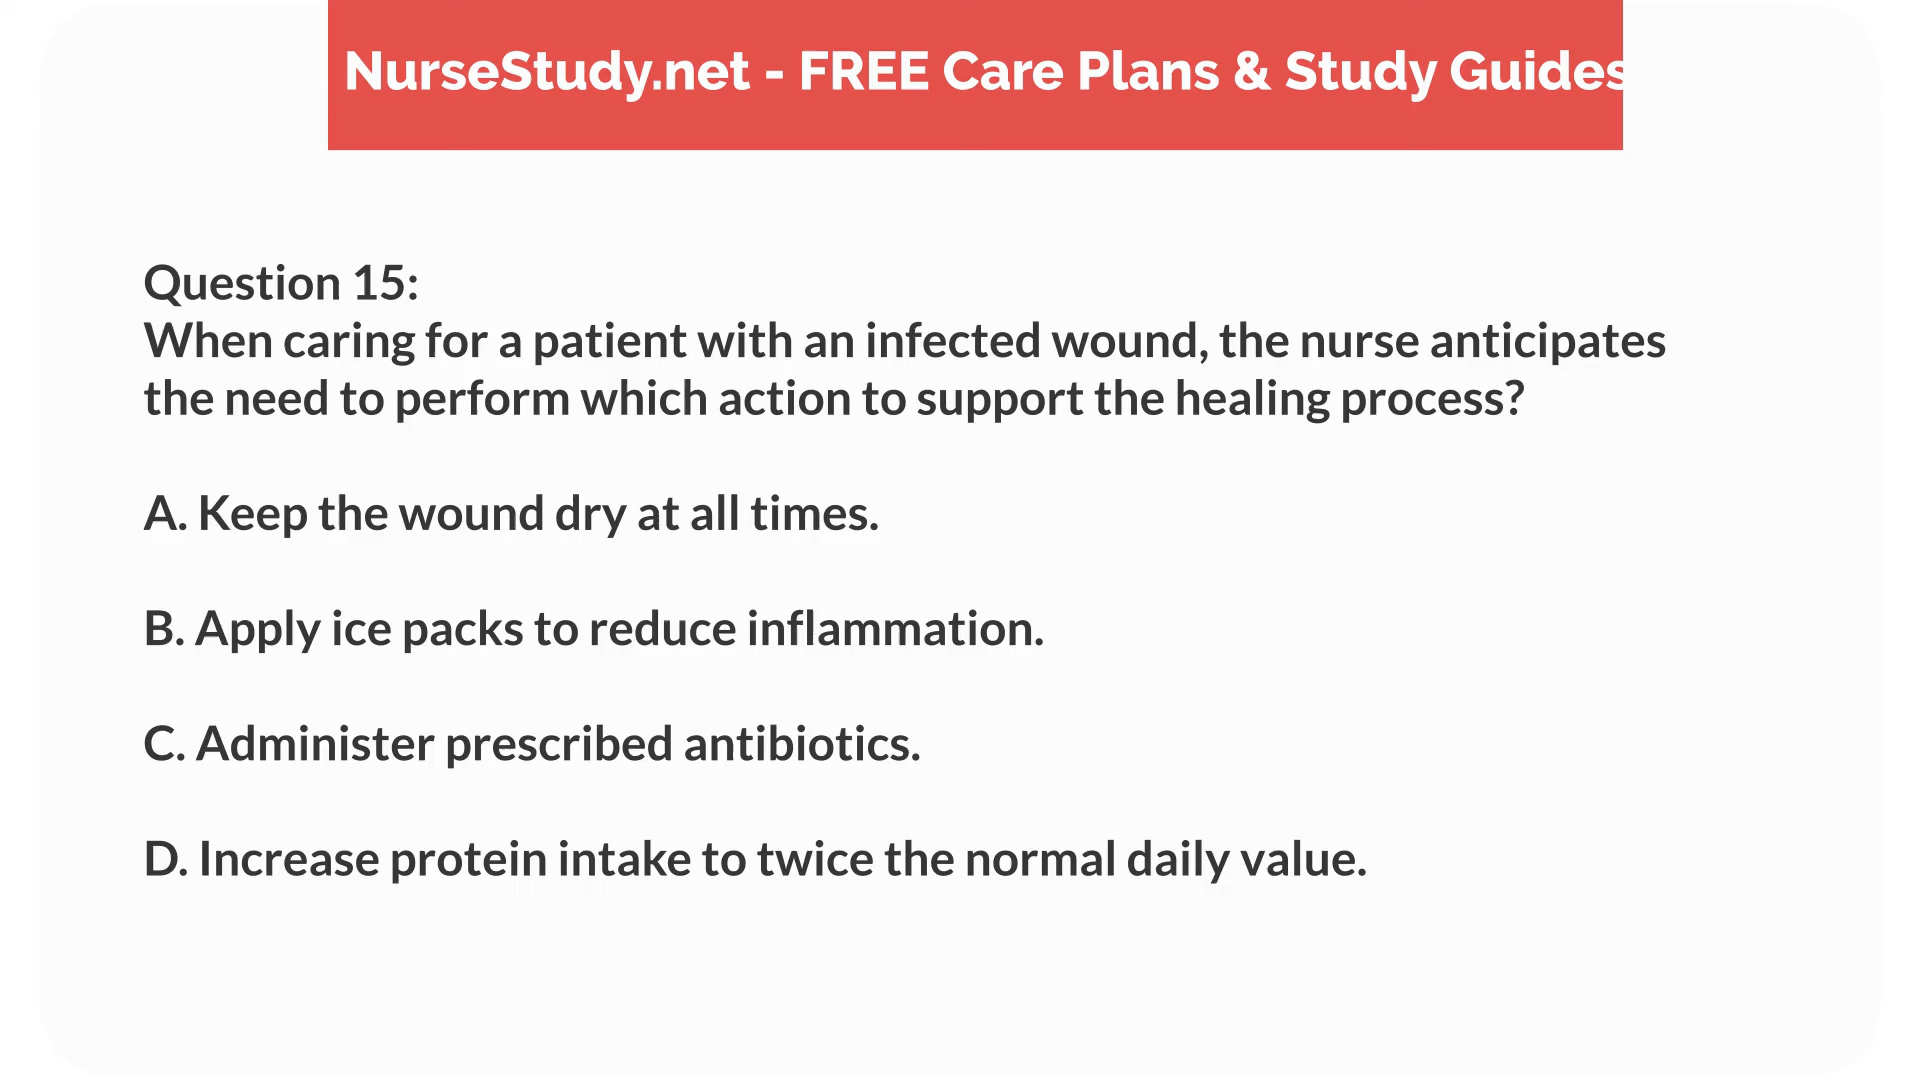 NurseStudy.net - FREE Care Plans & Study Guides
Question 15:
When caring for a patient with an infected wound, the nurse anticipates
the need to perform which action to support the healing process?
A. Keep the wound dry at all times.
B. Apply ice packs to reduce inflammation.
C. Administer prescribed antibiotics.
D. Increase protein intake to twice the normal daily value.